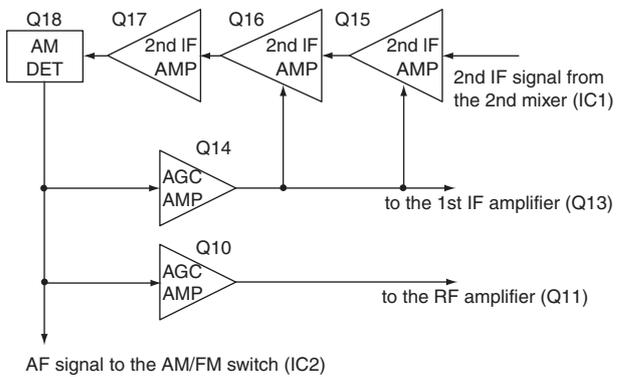 Q18
Q17
Q16
Q15
AM
DET
2nd IF
AMP
2nd IF
AMP
2nd IF
AMP
2nd IF signal from
the 2nd mixer (IC1)
Q14
AGC
AMP
to the 1st IF amplifier (Q13)
Q10
AGC
AMP
to the RF amplifier (Q11)
AF signal to the AM/FM switch (IC2)